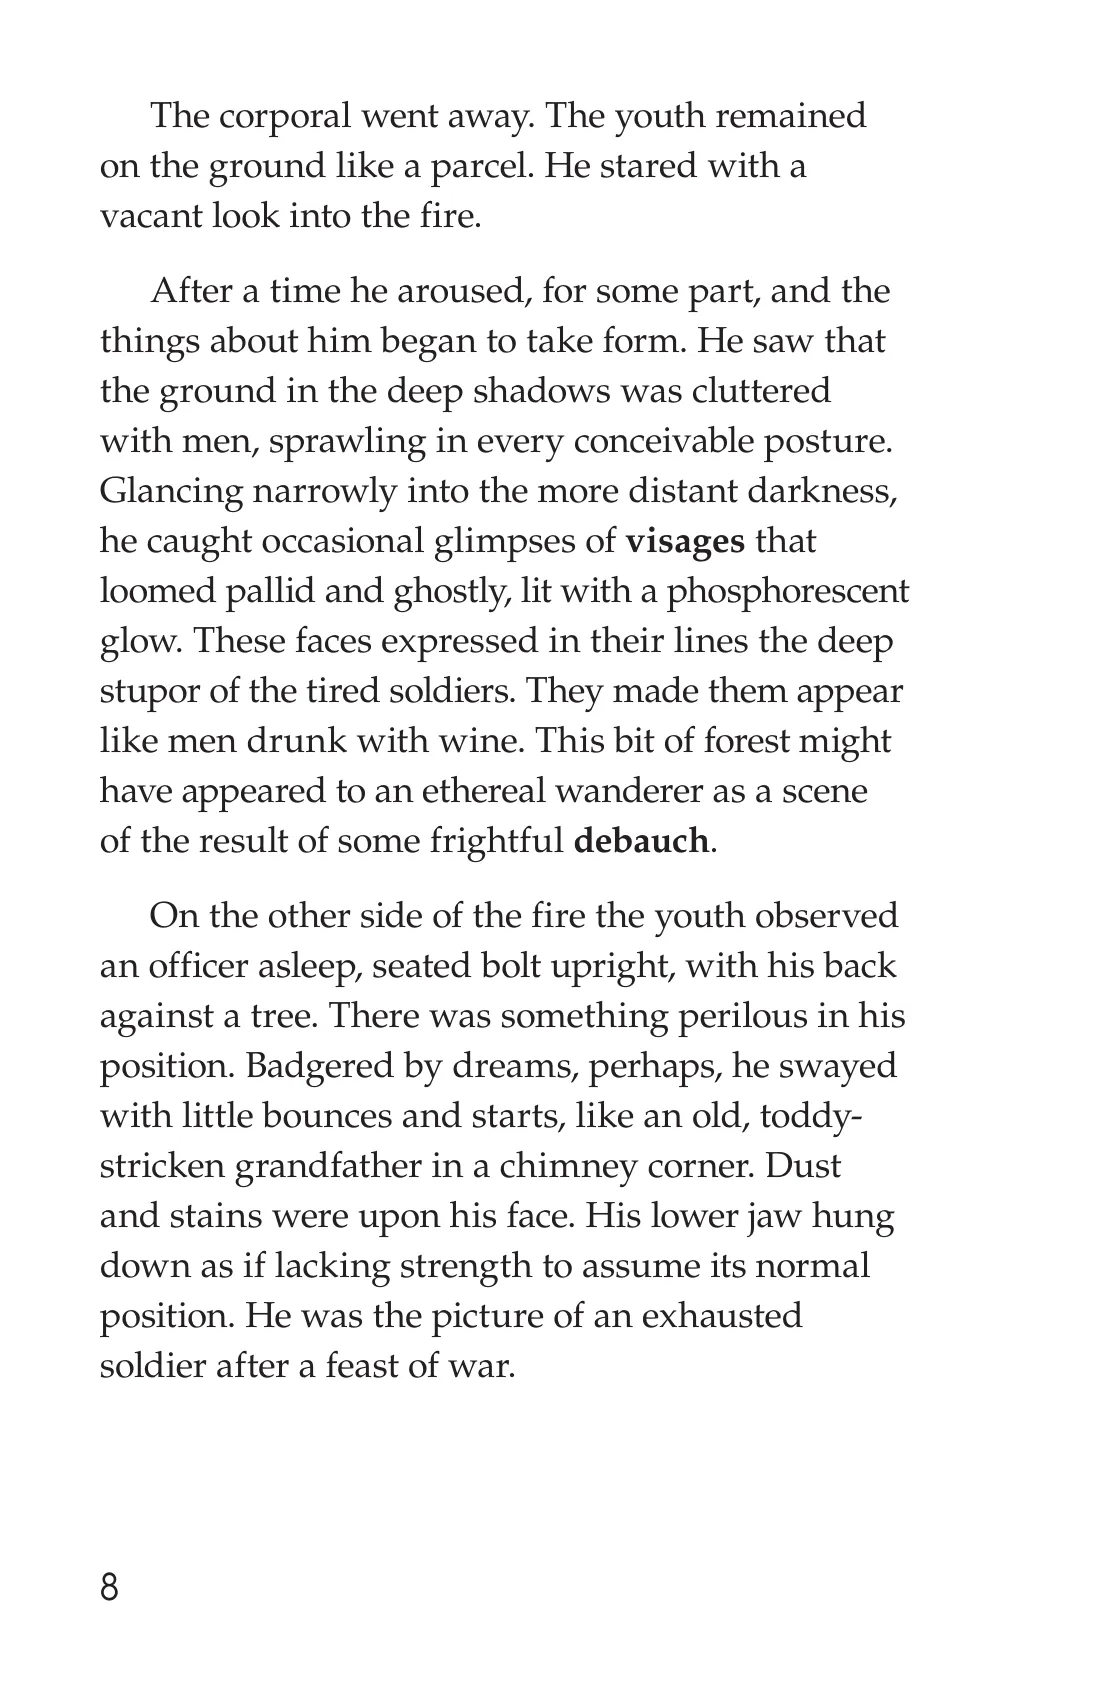 The corporal went away. The youth remained
on the ground like a parcel. He stared with a
vacant look into the fire.
After a time he aroused, for some part, and the
things about him began to take form. He saw that
the ground in the deep shadows was cluttered
with men, sprawling in every conceivable posture.
Glancing narrowly into the more distant darkness,
he caught occasional glimpses of visages that
loomed pallid and ghostly, lit with a phosphorescent
glow. These faces expressed in their lines the deep
stupor of the tired soldiers. They made them appear
like men drunk with wine. This bit of forest might
have appeared to an ethereal wanderer as a scene
of the result of some frightful debauch.
On the other side of the fire the youth observed
an officer asleep, seated bolt upright, with his back
against a tree. There was something perilous in his
position. Badgered by dreams, perhaps, he swayed
with little bounces and starts, like an old, toddy-
stricken grandfather in a chimney corner. Dust
and stains were upon his face. His lower jaw hung
down as if lacking strength to assume its normal
position. He was the picture of an exhausted
soldier after a feast of war.
8